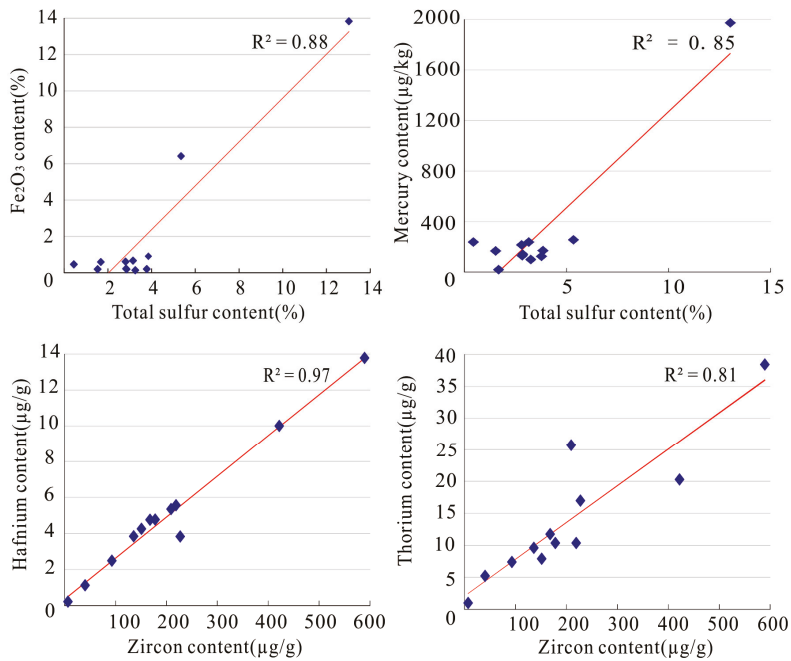 14
12
10
8
6
4
2
0
Fe₂O₃ content(%)
R² = 0.88
2 4 6 8 10 12 14
Total sulfur content(%)
2000
1600
1200
800
400
0
Mercury content(μg/kg)
R² = 0. 85
5 10 15
Total sulfur content(%)
14
12
10
8
6
4
2
0
Hafnium content(μg/g)
R² = 0.97
100 200 300 400 500 600
Zircon content(μg/g)
40
35
30
25
20
15
10
5
0
Thorium content(μg/g)
R² = 0.81
100 200 300 400 500 600
Zircon content(μg/g)